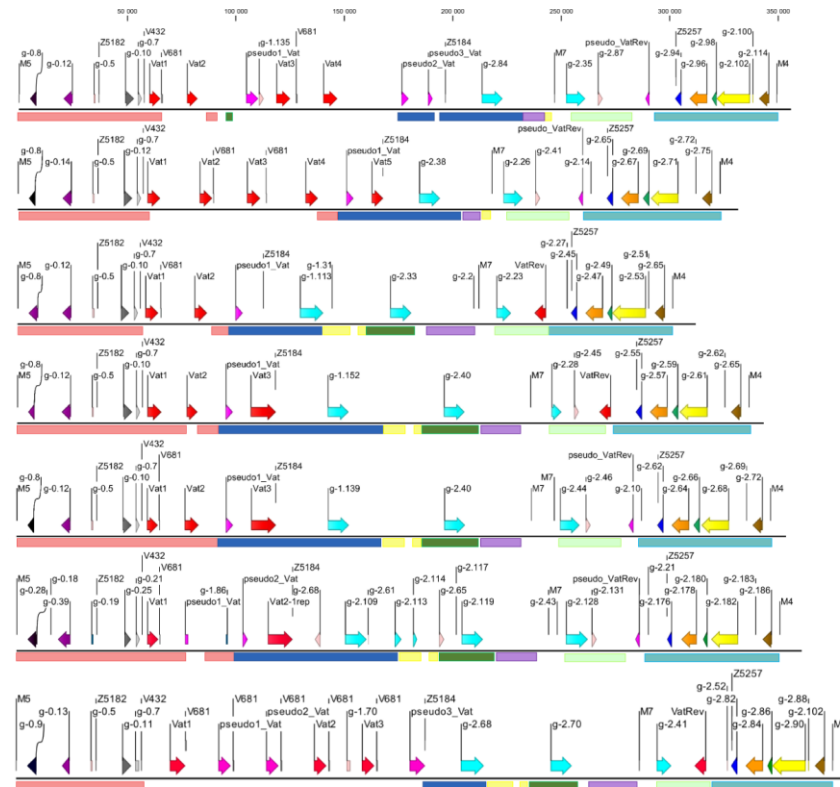 50 000 100 000 150 000 200 000 250 000 300 000 350 000
V432 V681 g-2.100
Z5182 g-0.7 g-1.135 Z5184 pseudo_VatRev Z5257 g-2.98
g-0.8 g-0.10 V681 pseudo1_Vat pseudo3_Vat g-2.87 g-2.94 g-2.114
M5 g-0.12 g-0.5 Vat1 Vat2 Vat3 Vat4 pseudo2_Vat g-2.84 M7 g-2.35 g-2.96 g-2.102 M4
V432 pseudo_VatRev Z5257
Z5182 g-0.7 Z5184 g-2.65 g-2.72
g-0.8 g-0.12 V681 V681 pseudo1_Vat M7 g-2.41 g-2.69 g-2.75
M5 g-0.14 g-0.5 Vat1 Vat2 Vat3 Vat4 Vat5 g-2.38 g-2.26 g-2.14 g-2.67 g-2.71 M4
V432 Z5257
Z5182 g-0.7 g-2.27 g-2.51
M5 g-0.12 g-0.10 V681 Z5184 g-1.31 M7 VatRev g-2.45 g-2.49 g-2.65
g-0.8 g-0.5 Vat1 Vat2 pseudo1_Vat g-1.113 g-2.33 g-2.2 g-2.23 g-2.47 g-2.53 M4
V432 Z5257
Z5182 g-0.7 Z5184 g-2.45 g-2.55 g-2.62
g-0.8 g-0.10 pseudo1_Vat g-2.28 g-2.59 g-2.65
M5 g-0.12 g-0.5 Vat1 Vat2 Vat3 g-1.152 g-2.40 M7 VatRev g-2.57 g-2.61 M4
V432 pseudo_VatRev Z5257
Z5182 g-0.7 V681 Z5184 g-2.62 g-2.69
g-0.8 g-0.10 pseudo1_Vat M7 g-2.46 g-2.66 g-2.72
M5 g-0.12 g-0.5 Vat1 Vat2 Vat3 g-1.139 g-2.40 M7 g-2.44 g-2.10 g-2.64 g-2.68 M4
V432 Z5257
M5 g-0.18 Z5182 g-0.21 V681 Z5184 g-2.117 pseudo_VatRev g-2.21
g-0.28 g-0.25 g-1.86 pseudo2_Vat g-2.68 g-2.61 g-2.114 g-2.65 M7 g-2.131 g-2.180 g-2.183
g-0.39 g-0.19 Vat1 pseudo1_Vat Vat2-1rep g-2.109 g-2.113 g-2.119 g-2.43 g-2.128 g-2.176 g-2.178 g-2.182 g-2.186 M4
Z5257
M5 Z5182 V432 V681 V681 V681 V681 Z5184 g-2.52
g-0.13 g-0.7 pseudo2_Vat g-1.70 M7 VatRev g-2.82 g-2.86 g-2.88
g-0.9 g-0.5 g-0.11 Vat1 pseudo1_Vat Vat2 Vat3 pseudo3_Vat g-2.68 g-2.70 g-2.41 g-2.84 g-2.90 g-2.102